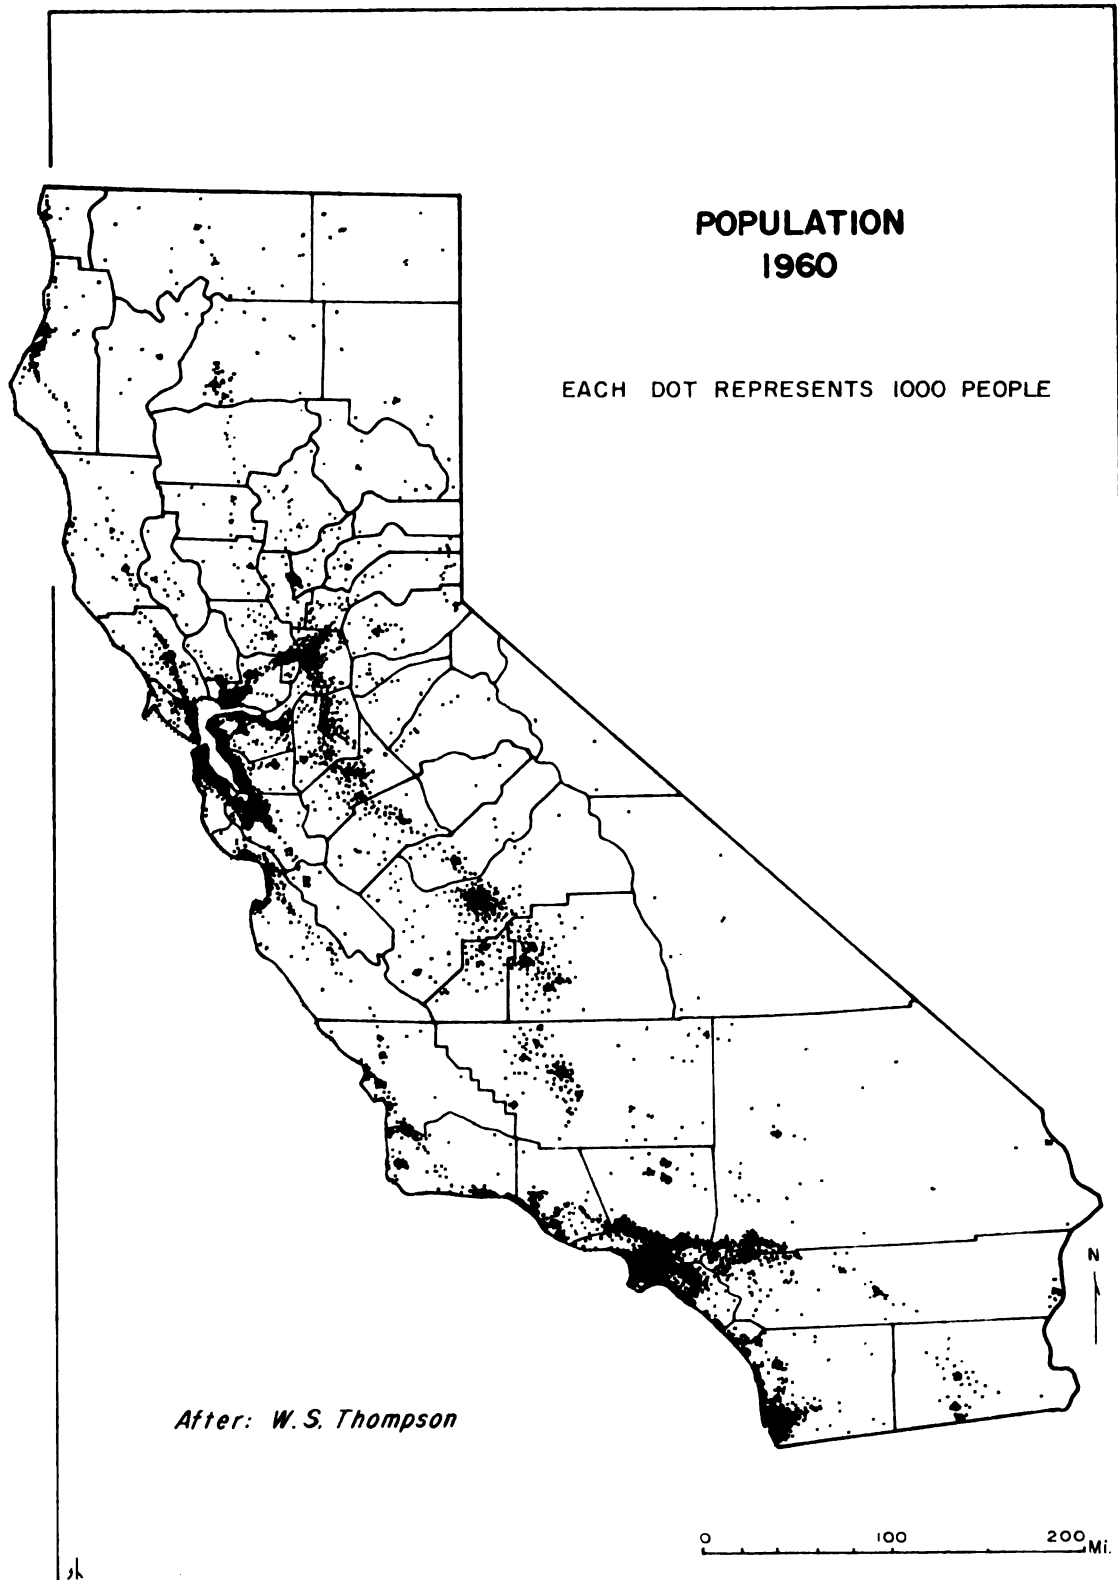 POPULATION
1960
EACH DOT REPRESENTS 1000 PEOPLE
N
After: W. S. Thompson
0 100 200 Mi.